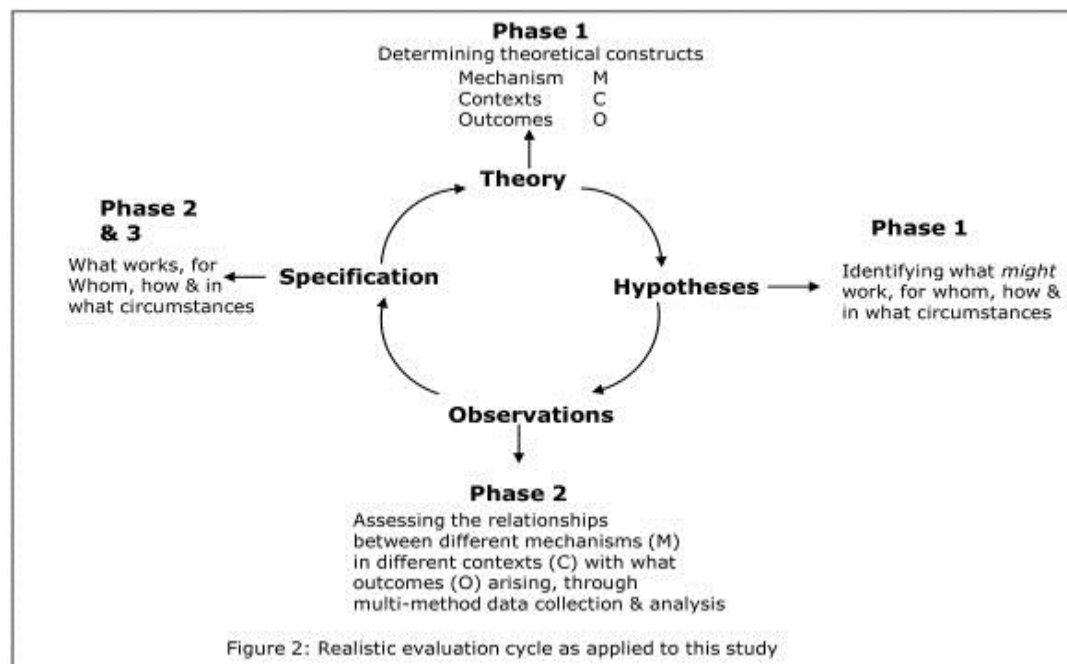 Phase 1
Determining theoretical constructs
Mechanism M
Contexts C
Outcomes O
Theory
Phase 2
& 3
What works, for
Whom, how & in
what circumstances
Specification
Hypotheses
Phase 1
Identifying what might
work, for whom, how &
in what circumstances
Observations
Phase 2
Assessing the relationships
between different mechanisms (M)
in different contexts (C) with what
outcomes (O) arising, through
multi-method data collection & analysis
Figure 2: Realistic evaluation cycle as applied to this study